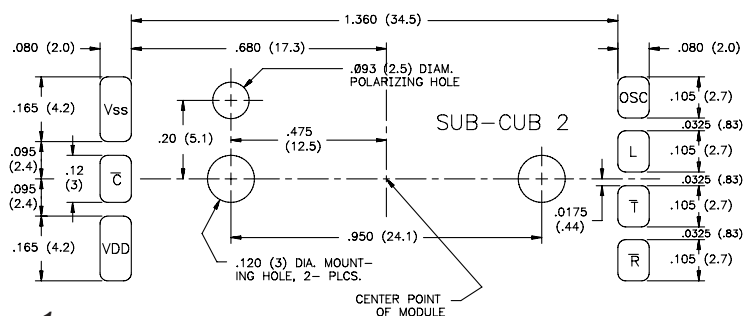 1.360 (34.5)
.080 (2.0)
.680 (17.3)
.080 (2.0)
.093 (2.5) DIAM.
POLARIZING HOLE
.165 (4.2)
Vss
.20 (5.1)
.475
(12.5)
SUB-CUB 2
OSC
.105
(2.7)
.0325 (.83)
.095
(2.4)
.12
(3)
C̅
L
.105
(2.7)
.0325 (.83)
.095
(2.4)
.0175
(.44)
T̅
.105
(2.7)
.0325 (.83)
.165 (4.2)
VDD
.950 (24.1)
R̅
.105 (2.7)
.120 (3) DIA. MOUNT-
ING HOLE, 2- PLCS.
CENTER POINT
OF MODULE